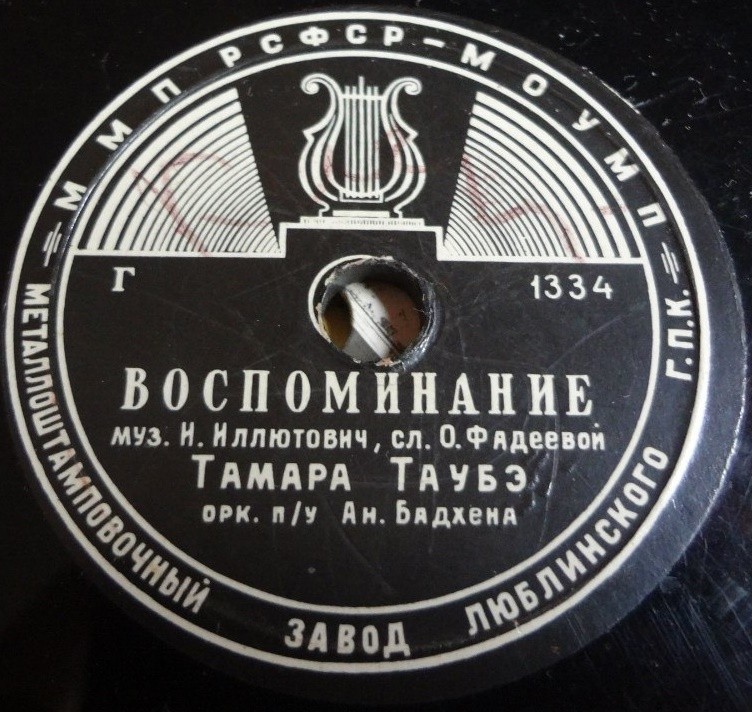 ММП РСФСР-МОУМП
Г 1334
ВОСПОМИНАНИЕ
муз. И. Иллютович, сл. О. Фадеевой
ТАМАРА ТАУБЭ
орк. п/у Ан. Бадхена
МЕТАЛЛОШТАМПОВОЧНЫЙ ЗАВОД ЛЮБЛИНСКОГО Г.П.К.